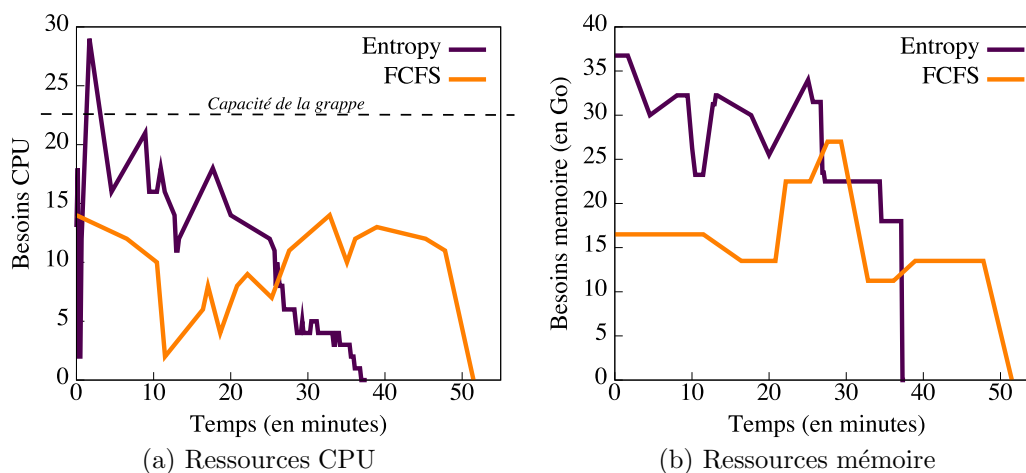 30
25
20
15
10
5
0
Besoins CPU
Entropy
FCFS
Capacité de la grappe
0 10 20 30 40 50
Temps (en minutes)
(a) Ressources CPU
40
35
30
25
20
15
10
5
0
Besoins memoire (en Go)
Entropy
FCFS
0 10 20 30 40 50
Temps (en minutes)
(b) Ressources mémoire